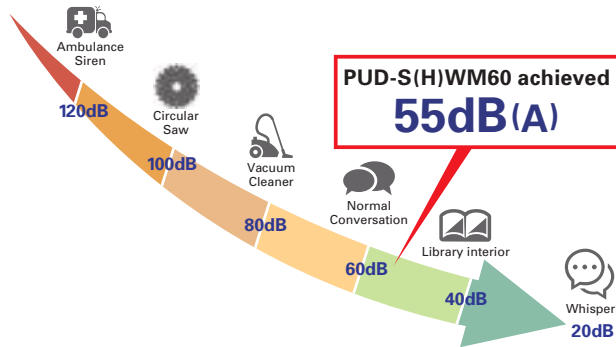 Ambulance
Siren
120dB
Circular
Saw
100dB
Vacuum
Cleaner
80dB
Normal
Conversation
60dB
PUD-S(H)WM60 achieved
55dB(A)
Library interior
40dB
Whisper
20dB